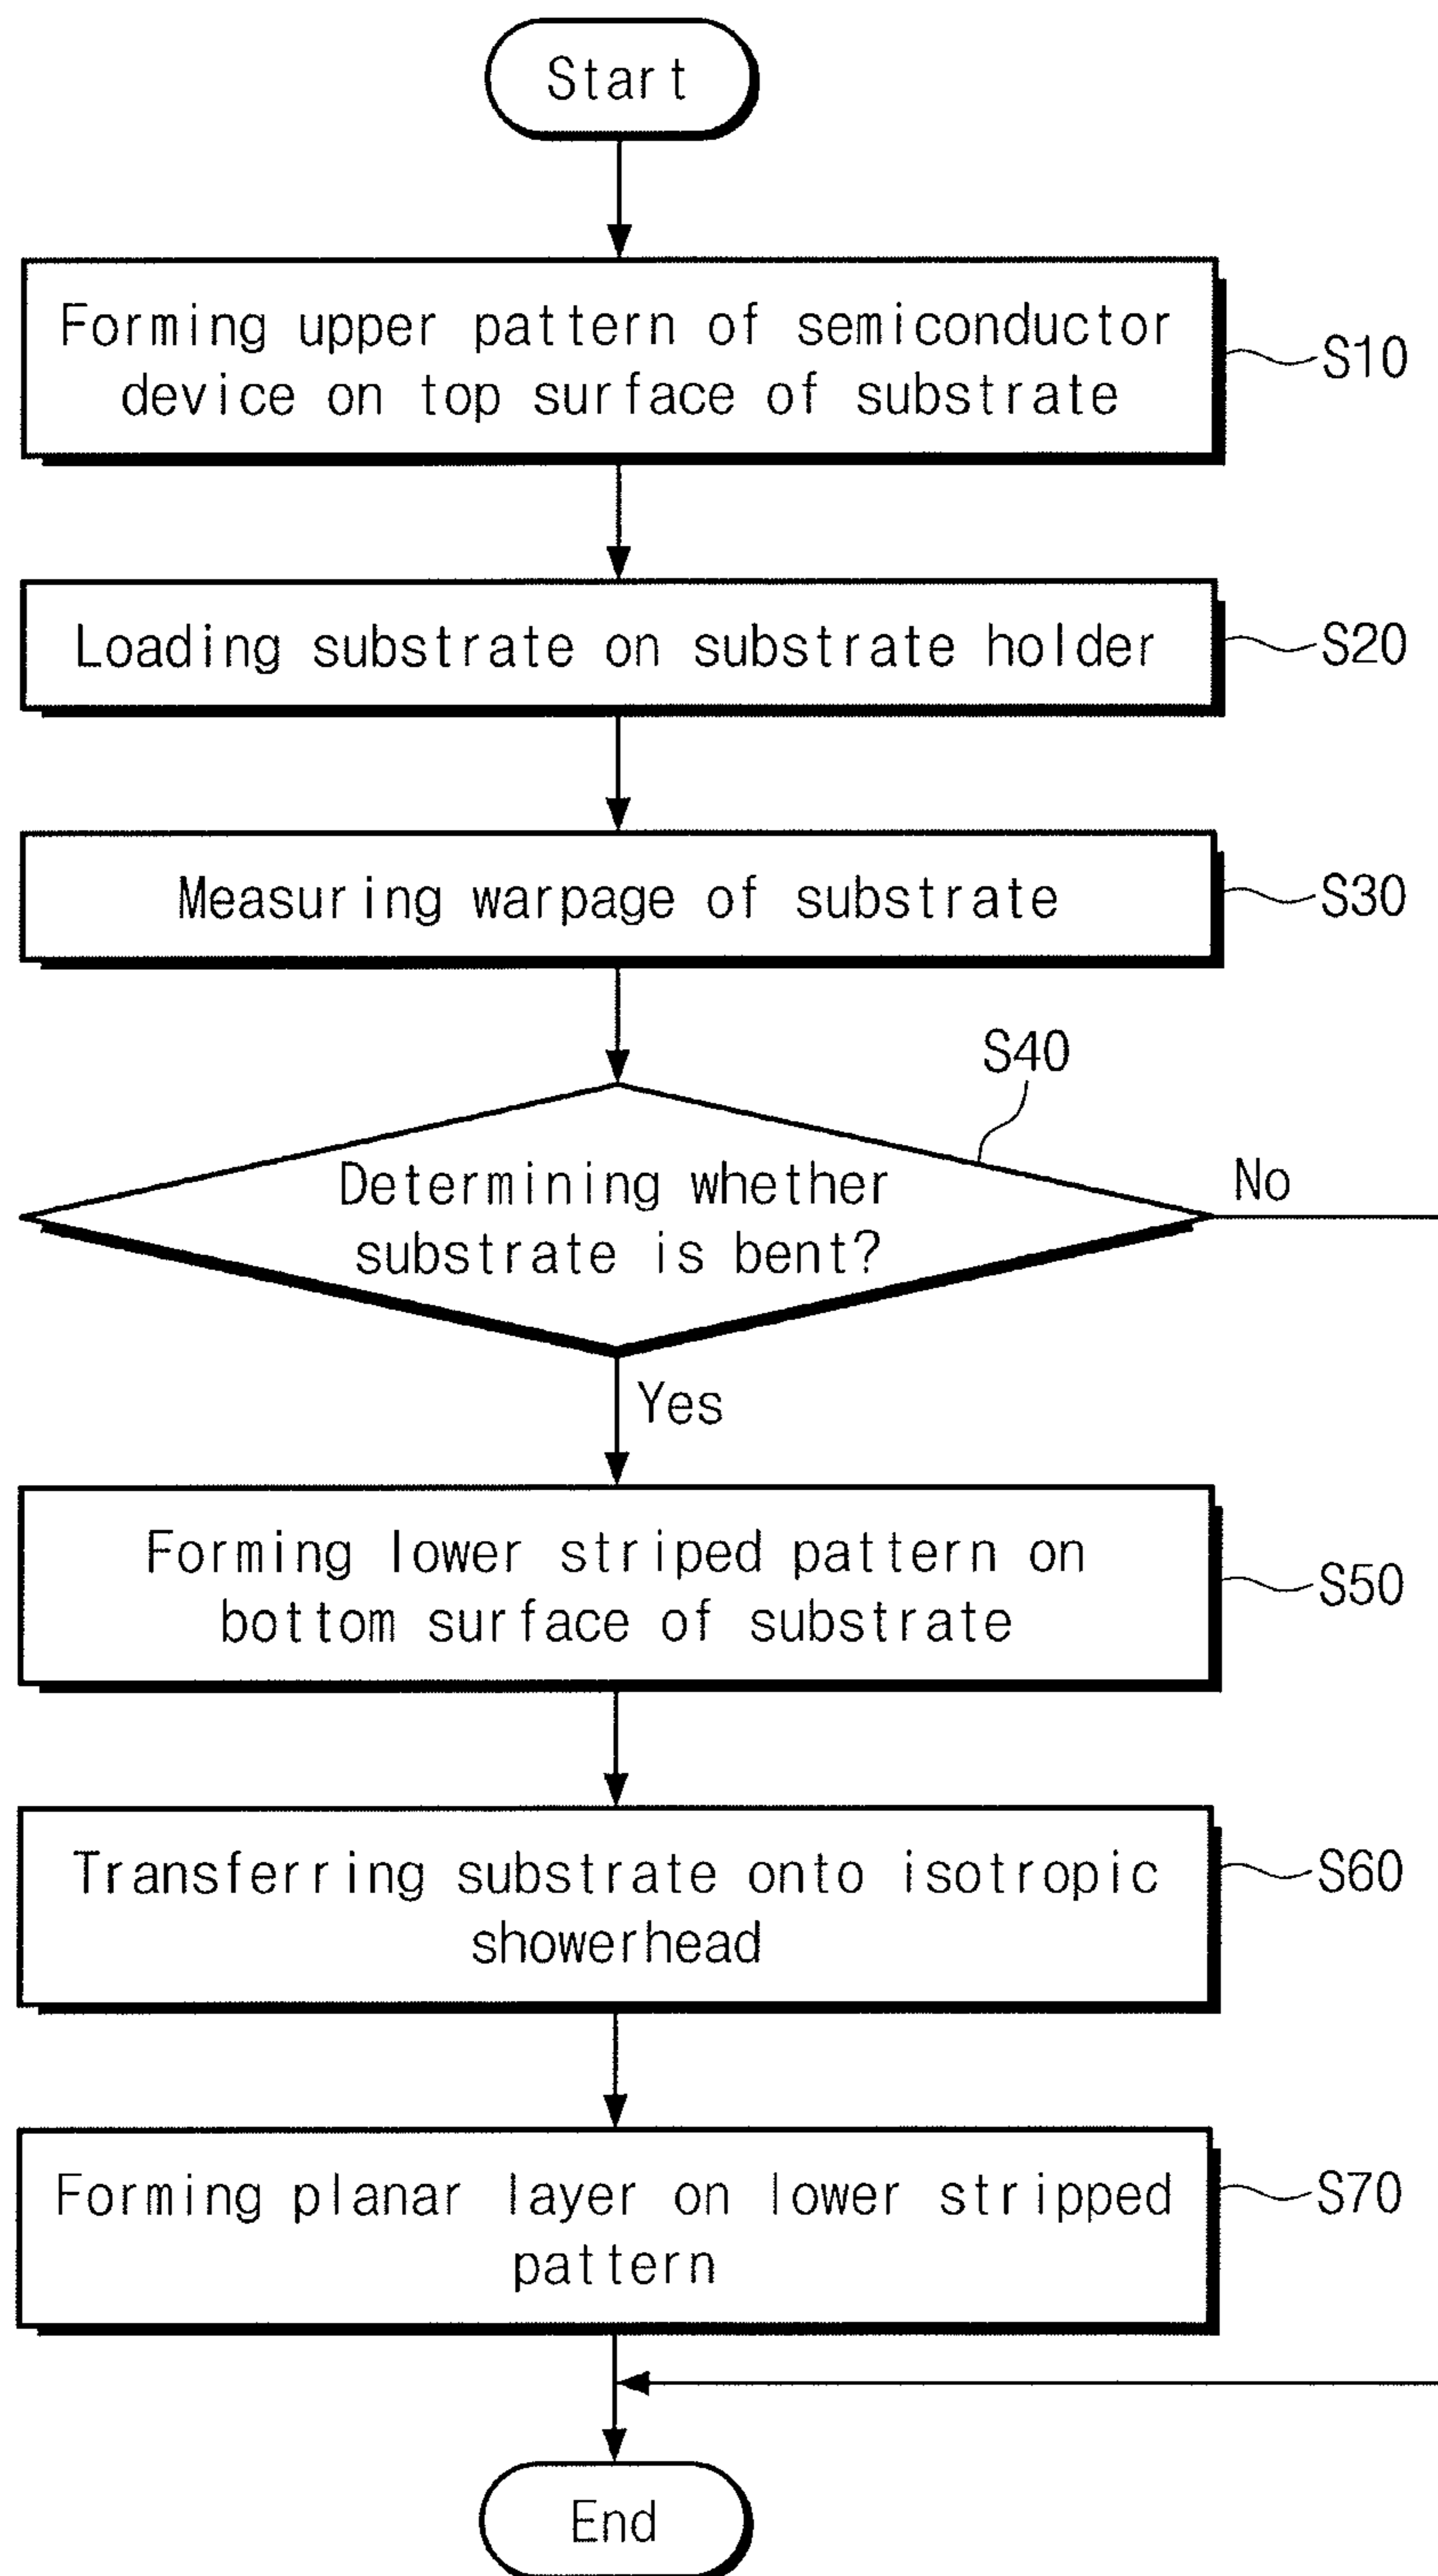 Start
Forming upper pattern of semiconductor
device on top surface of substrate
S10
Loading substrate on substrate holder
S20
Measuring warpage of substrate
S30
S40
Determining whether
substrate is bent?
No
Yes
Forming lower striped pattern on
bottom surface of substrate
S50
Transferring substrate onto isotropic
showerhead
S60
Forming planar layer on lower stripped
pattern
S70
End